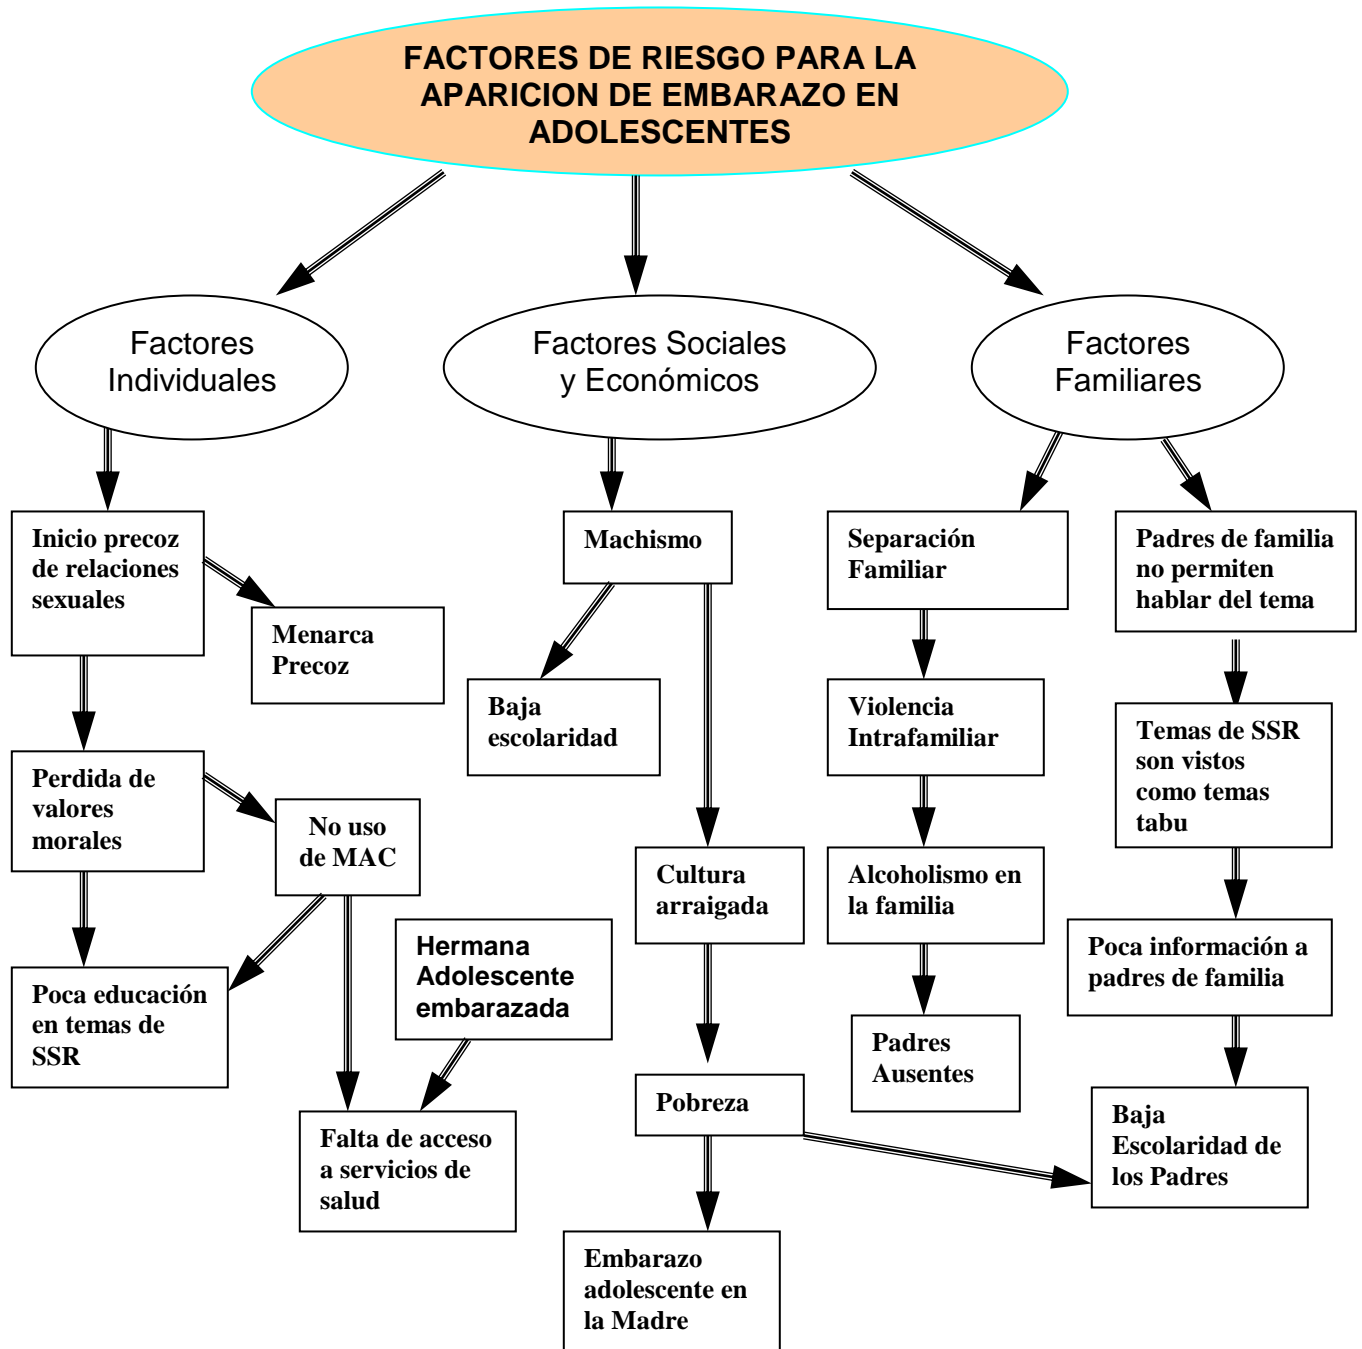 FACTORES DE RIESGO PARA LA
APARICION DE EMBARAZO EN
ADOLESCENTES
Factores
Individuales
Factores Sociales
y Económicos
Factores
Familiares
Inicio precoz
de relaciones
sexuales
Menarca
Precoz
Perdida de
valores
morales
No uso
de MAC
Poca educación
en temas de
SSR
Hermana
Adolescente
embarazada
Falta de acceso
a servicios de
salud
Machismo
Baja
escolaridad
Cultura
arraigada
Pobreza
Embarazo
adolescente en
la Madre
Separación
Familiar
Violencia
Intrafamiliar
Alcoholismo en
la familia
Padres
Ausentes
Padres de familia
no permiten
hablar del tema
Temas de SSR
son vistos
como temas
tabu
Poca información a
padres de familia
Baja
Escolaridad de
los Padres